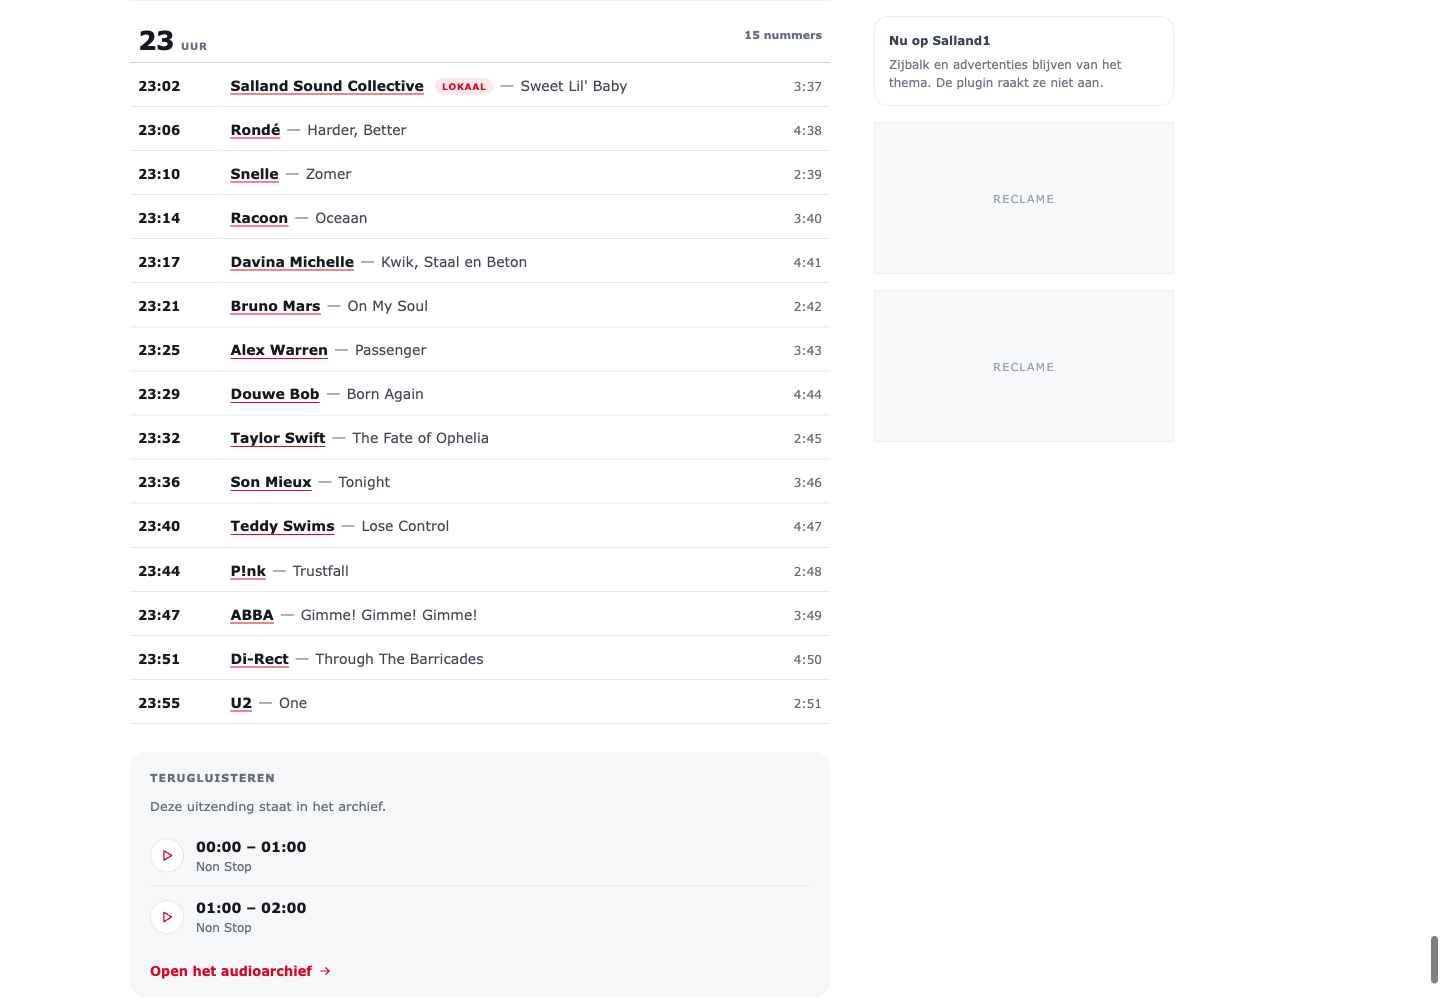 23 UUR 15 nummers
23:02 Salland Sound Collective LOKAAL — Sweet Lil' Baby 3:37
23:06 Rondé — Harder, Better 4:38
23:10 Snelle — Zomer 2:39
23:14 Racoon — Oceaan 3:40
23:17 Davina Michelle — Kwik, Staal en Beton 4:41
23:21 Bruno Mars — On My Soul 2:42
23:25 Alex Warren — Passenger 3:43
23:29 Douwe Bob — Born Again 4:44
23:32 Taylor Swift — The Fate of Ophelia 2:45
23:36 Son Mieux — Tonight 3:46
23:40 Teddy Swims — Lose Control 4:47
23:44 P!nk — Trustfall 2:48
23:47 ABBA — Gimme! Gimme! Gimme! 3:49
23:51 Di-Rect — Through The Barricades 4:50
23:55 U2 — One 2:51
TERUGLUISTEREN
Deze uitzending staat in het archief.
00:00 – 01:00
Non Stop
01:00 – 02:00
Non Stop
Open het audioarchief →
Nu op Salland1
Zijbalk en advertenties blijven van het
thema. De plugin raakt ze niet aan.
RECLAME
RECLAME